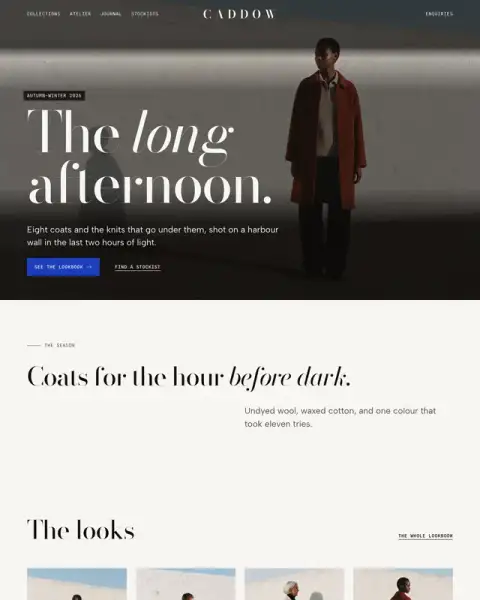 COLLECTIONS ATELIER JOURNAL STOCKISTS
CADDOW
ENQUIRIES
AUTUMN-WINTER 2026
The long
afternoon.
Eight coats and the knits that go under them, shot on a harbour
wall in the last two hours of light.
SEE THE LOOKBOOK →
FIND A STOCKIST
THE SEASON
Coats for the hour before dark.
Undyed wool, waxed cotton, and one colour that
took eleven tries.
The looks
THE WHOLE LOOKBOOK